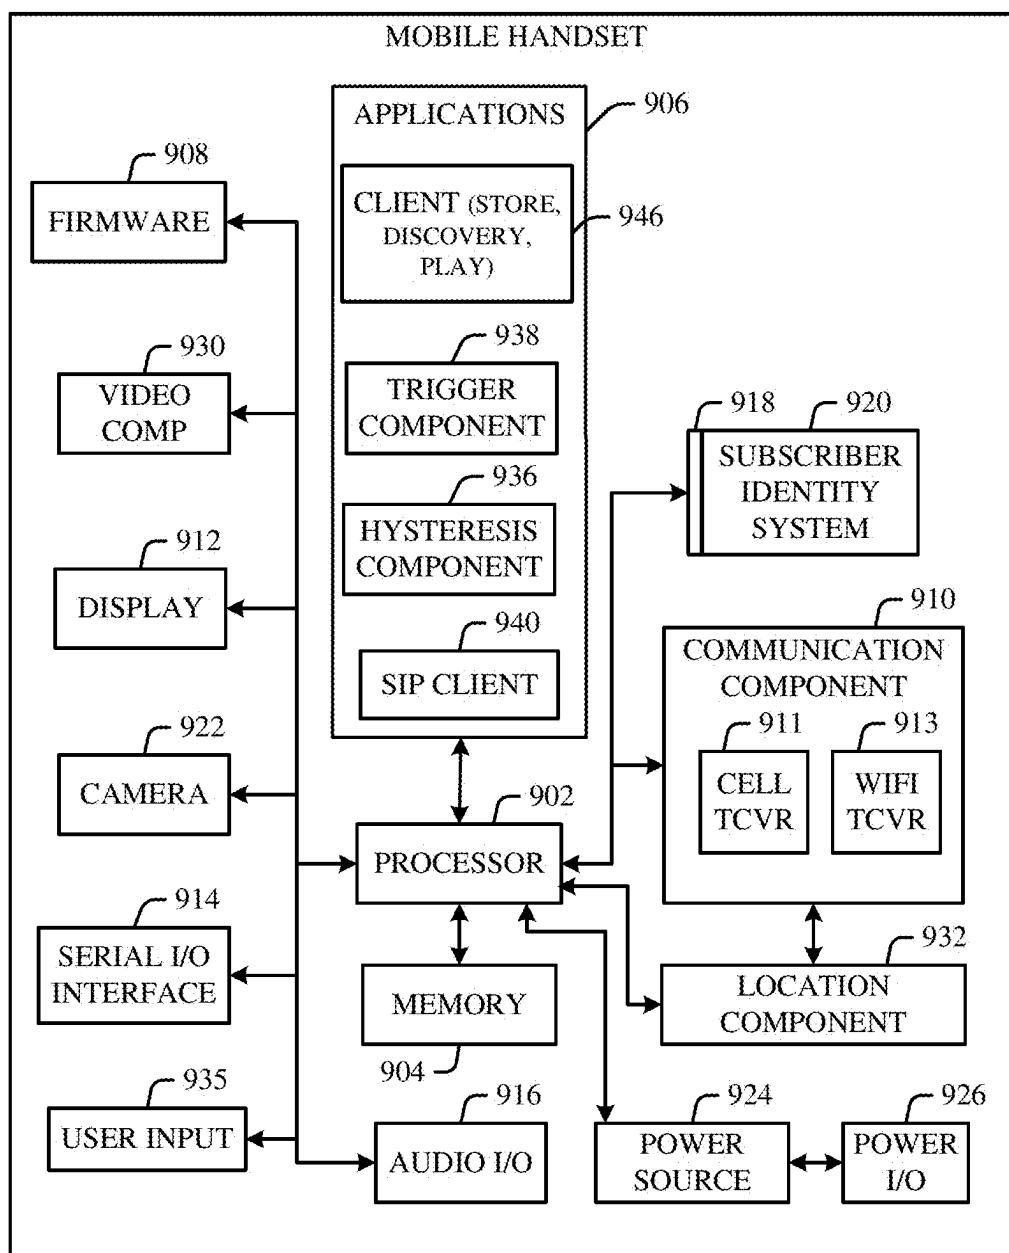 MOBILE HANDSET
APPLICATIONS
906
CLIENT (STORE,
DISCOVERY,
PLAY)
946
908
FIRMWARE
938
TRIGGER
COMPONENT
930
VIDEO
COMP
918
920
SUBSCRIBER
IDENTITY
SYSTEM
936
HYSTERESIS
COMPONENT
912
DISPLAY
940
SIP CLIENT
910
COMMUNICATION
COMPONENT
911
CELL
TCVR
913
WIFI
TCVR
922
CAMERA
902
PROCESSOR
914
SERIAL I/O
INTERFACE
MEMORY
904
932
LOCATION
COMPONENT
935
USER INPUT
916
AUDIO I/O
924
POWER
SOURCE
926
POWER
I/O